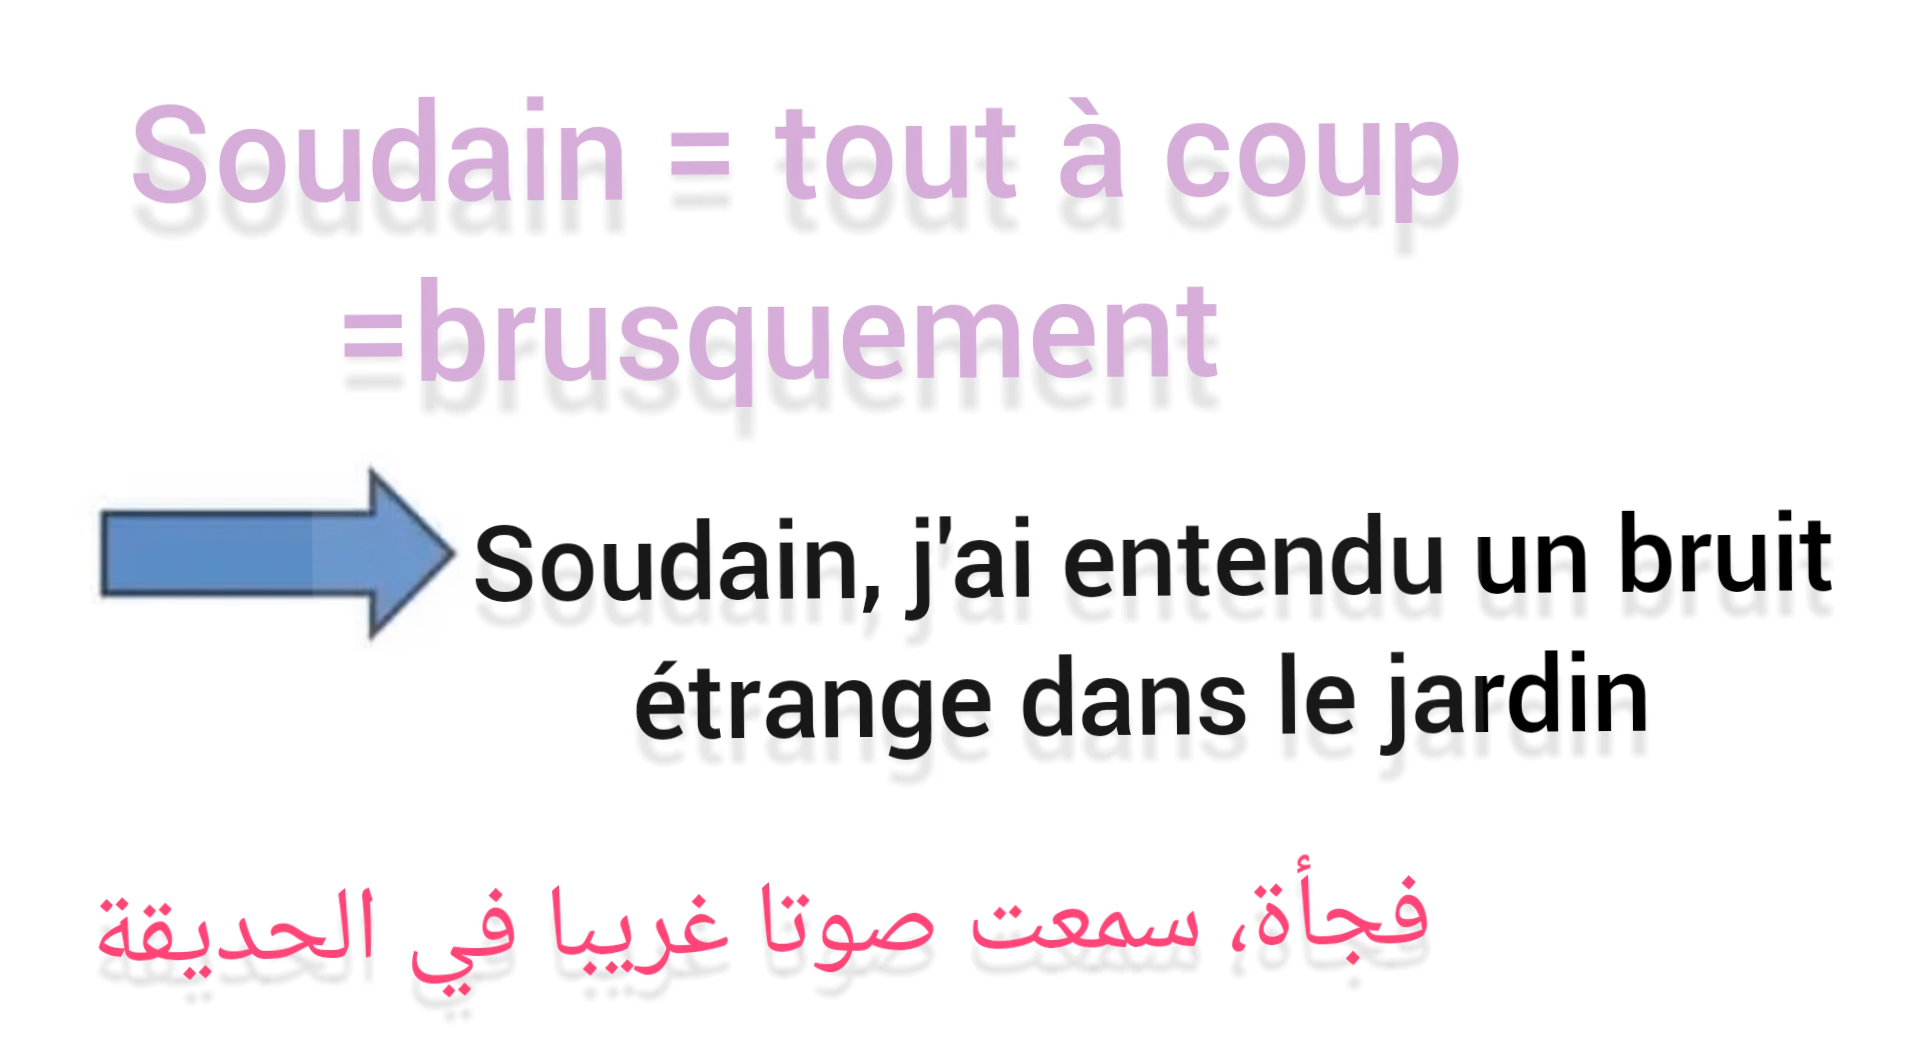 Soudain = tout à coup
=brusquement
Soudain, j'ai entendu un bruit
étrange dans le jardin
فجأة، سمعت صوتا غريبا في الحديقة